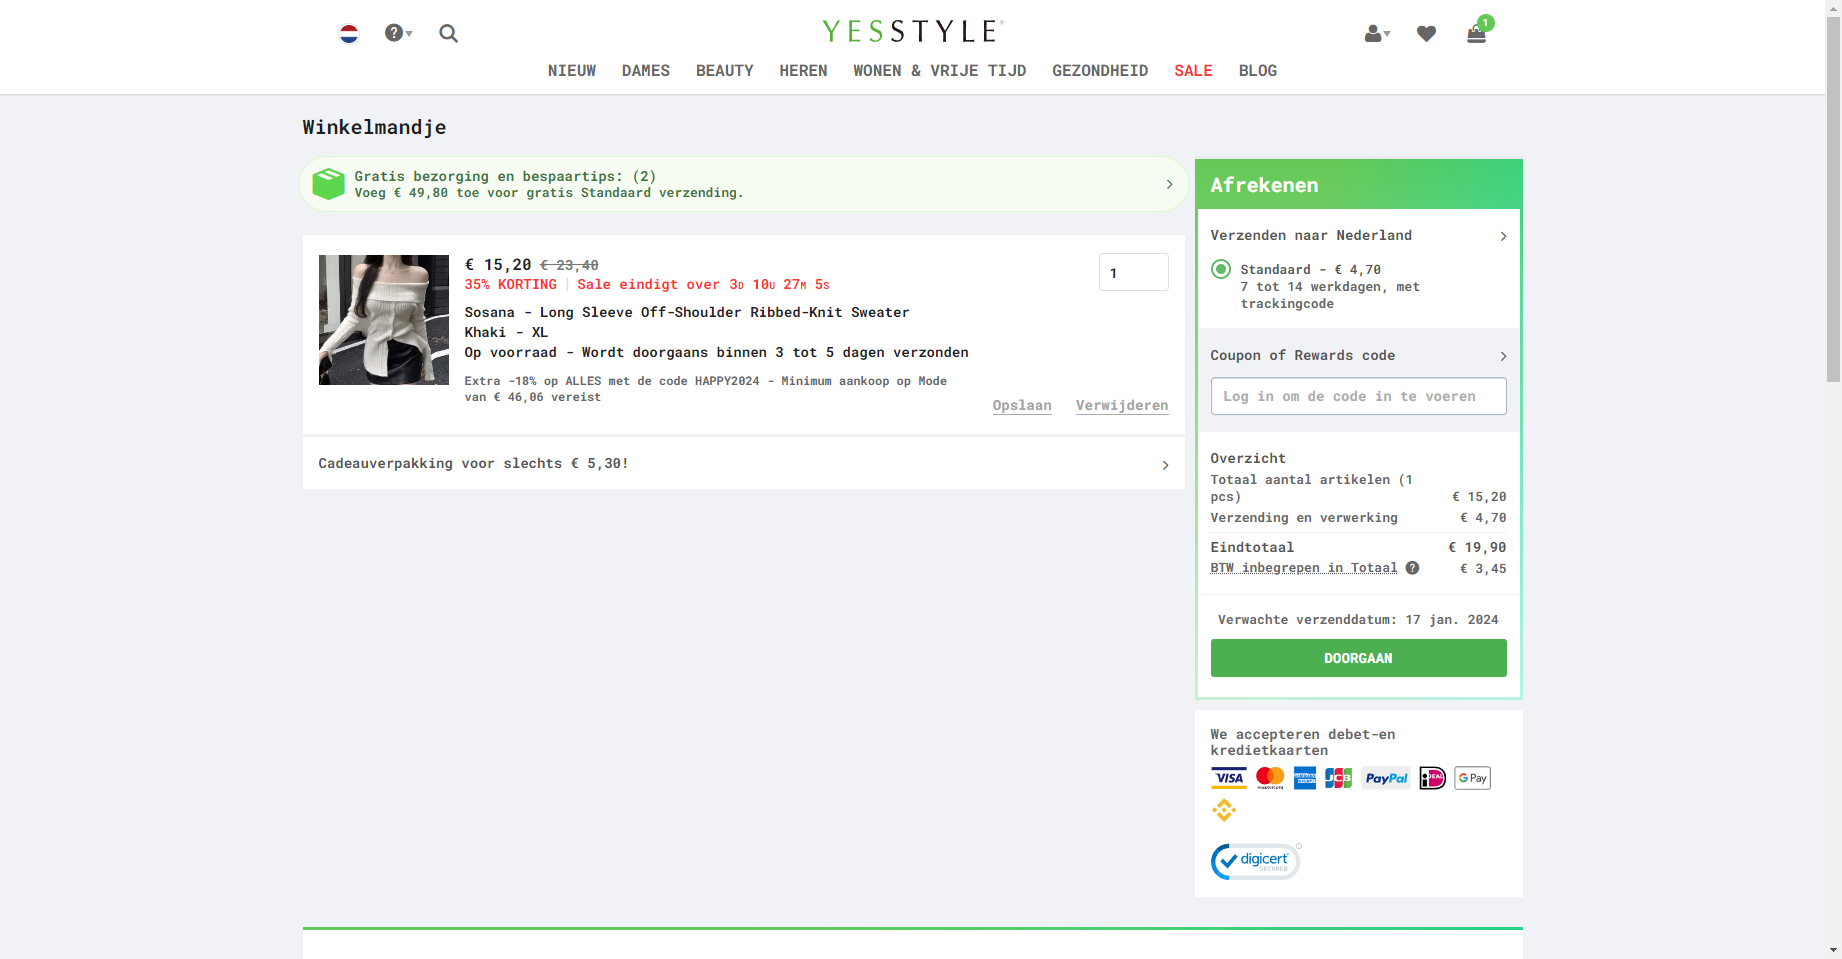 YESSTYLE
1
NIEUW DAMES BEAUTY HEREN WONEN & VRIJE TIJD GEZONDHEID SALE BLOG
Winkelmandje
Gratis bezorging en bespaartips: (2)
Voeg € 49,80 toe voor gratis Standaard verzending.
€ 15,20 € 23,40
35% KORTING | Sale eindigt over 3D 10U 27M 5S
Sosana - Long Sleeve Off-Shoulder Ribbed-Knit Sweater
Khaki - XL
Op voorraad - Wordt doorgaans binnen 3 tot 5 dagen verzonden
Extra -18% op ALLES met de code HAPPY2024 - Minimum aankoop op Mode
van € 46,06 vereist
1
Opslaan Verwijderen
Cadeauverpakking voor slechts € 5,30!
Afrekenen
Verzenden naar Nederland
Standaard - € 4,70
7 tot 14 werkdagen, met
trackingcode
Coupon of Rewards code
Log in om de code in te voeren
Overzicht
Totaal aantal artikelen (1
pcs) € 15,20
Verzending en verwerking € 4,70
Eindtotaal € 19,90
BTW inbegrepen in Totaal ? € 3,45
Verwachte verzenddatum: 17 jan. 2024
DOORGAAN
We accepteren debet-en
kredietkaarten
VISA mastercard AMERICAN EXPRESS JCB PayPal iDEAL G Pay
digicert
SECURED